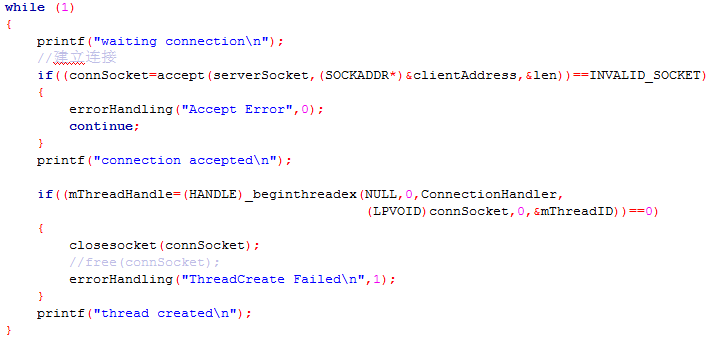 while (1)
{
    printf("waiting connection\n");
    //建立连接
    if((connSocket=accept(serverSocket,(SOCKADDR*)&clientAddress,&len))==INVALID_SOCKET)
    {
        errorHandling("Accept Error",0);
        continue;
    }
    printf("connection accepted\n");

    if((mThreadHandle=(HANDLE)_beginthreadex(NULL,0,ConnectionHandler,
                                             (LPVOID)connSocket,0,&mThreadID))==0)
    {
        closesocket(connSocket);
        //free(connSocket);
        errorHandling("ThreadCreate Failed\n",1);
    }
    printf("thread created\n");
}